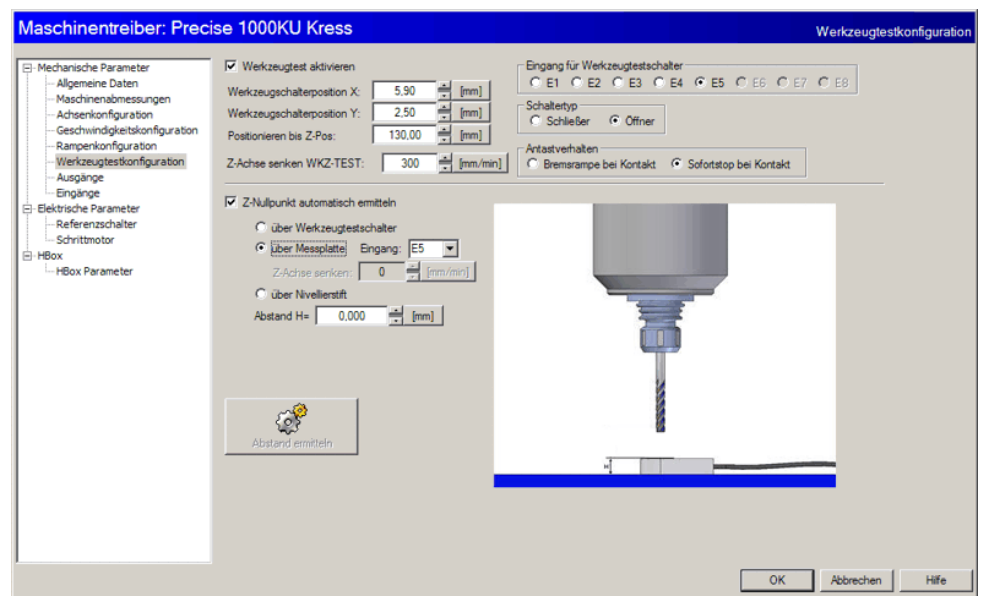 Maschinentreiber: Precise 1000KU Kress
Werkzeugtestkonfiguration
Mechanische Parameter
Allgemeine Daten
Maschinenabmessungen
Achsenkonfiguration
Geschwindigkeitskonfiguration
Rampenkonfiguration
Werkzeugtestkonfiguration
Ausgänge
Eingänge
Elektrische Parameter
Referenzschalter
Schrittmotor
HBox
HBox Parameter
Werkzeugtest aktivieren
Werkzeugschalterposition X: 5,90 [mm]
Werkzeugschalterposition Y: 2,50 [mm]
Positionieren bis Z-Pos: 130,00 [mm]
Z-Achse senken WKZ-TEST: 300 [mm/min]
Eingang für Werkzeugtestschalter
E1 E2 E3 E4 E5 E6 E7 E8
Schaltertyp
Schließer Öffner
Antastverhalten
Bremsrampe bei Kontakt Sofortstop bei Kontakt
Z-Nullpunkt automatisch ermitteln
über Werkzeugtestschalter
über Messplatte Eingang: E5
Z-Achse senken: 0 [mm/min]
über Nivellierstift
Abstand H= 0,000 [mm]
Abstand ermitteln
H
OK Abbrechen Hilfe